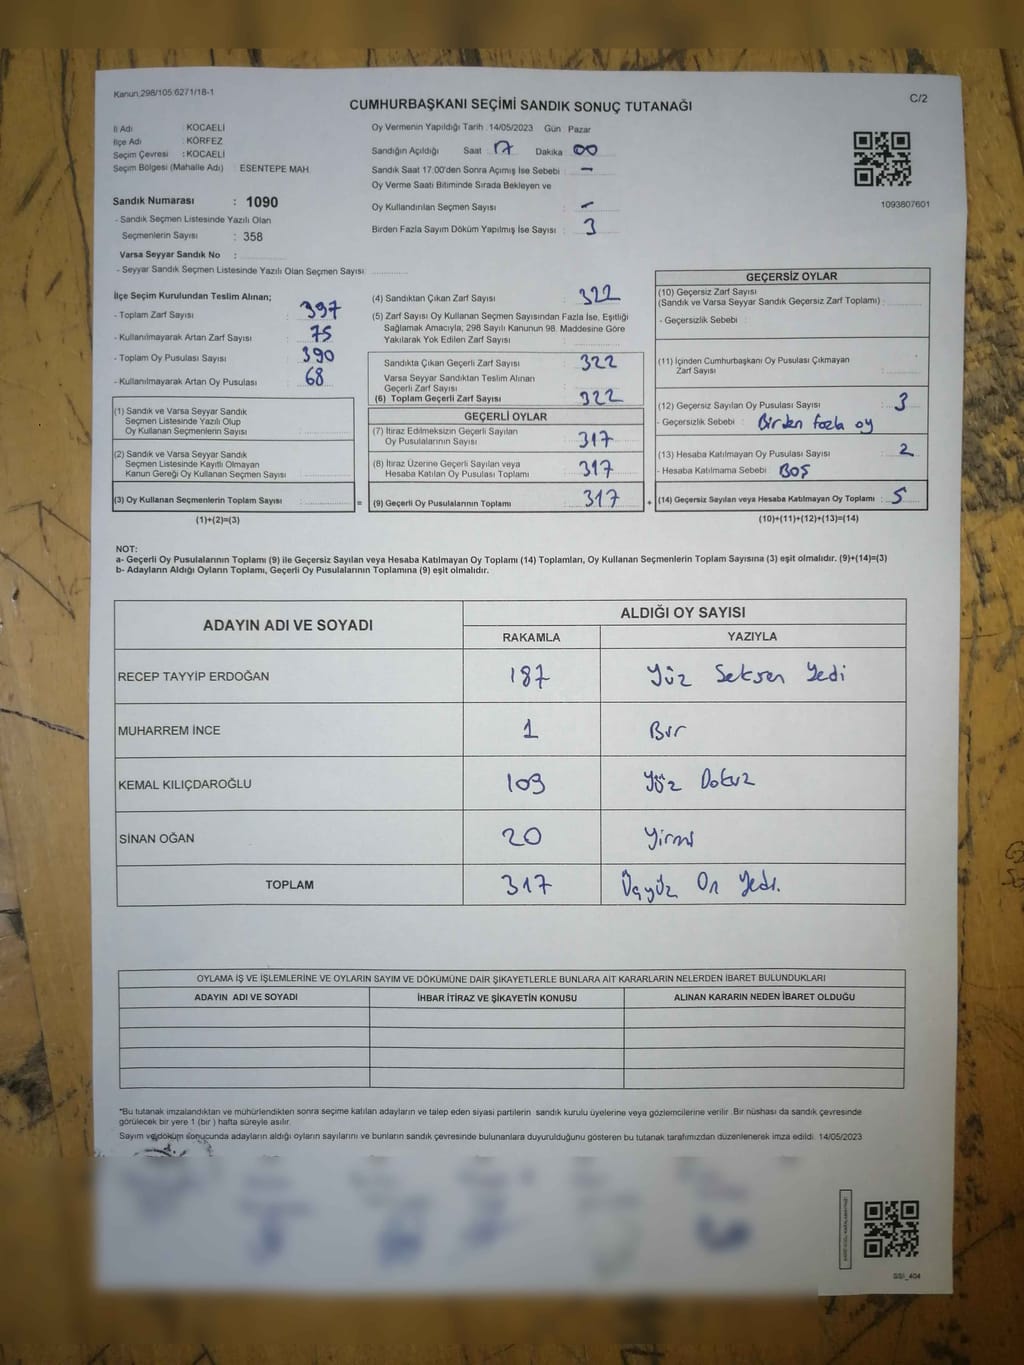 Kanun 298/105 6271/18-1
C/2
CUMHURBAŞKANI SEÇİMİ SANDIK SONUÇ TUTANAĞI
İl Adı : KOCAELİ
İlçe Adı : KÖRFEZ
Seçim Çevresi : KOCAELİ
Seçim Bölgesi (Mahalle Adı) : ESENTEPE MAH.
Sandık Numarası : 1090
- Sandık Seçmen Listesinde Yazılı Olan
Seçmenlerin Sayısı : 358
Varsa Seyyar Sandık No :
- Seyyar Sandık Seçmen Listesinde Yazılı Olan Seçmen Sayısı
Oy Vermenin Yapıldığı Tarih : 14/05/2023 Gün Pazar
Sandığın Açıldığı Saat : 17 Dakika : 00
Sandık Saat 17.00'den Sonra Açımış İse Sebebi : -
Oy Verme Saati Bitiminde Sırada Bekleyen ve
Oy Kullandırılan Seçmen Sayısı : -
Birden Fazla Sayım Döküm Yapılmış İse Sayısı : 3
1093807601
İlçe Seçim Kurulundan Teslim Alınan;
- Toplam Zarf Sayısı : 397
- Kullanılmayarak Artan Zarf Sayısı : 75
- Toplam Oy Pusulası Sayısı : 390
- Kullanılmayarak Artan Oy Pusulası : 68
(1) Sandık ve Varsa Seyyar Sandık
Seçmen Listesinde Yazılı Olup
Oy Kullanan Seçmenlerin Sayısı :
(2) Sandık ve Varsa Seyyar Sandık
Seçmen Listesinde Kayıtlı Olmayan
Kanun Gereği Oy Kullanan Seçmen Sayısı :
(3) Oy Kullanan Seçmenlerin Toplam Sayısı : =
(1)+(2)=(3)
(4) Sandıktan Çıkan Zarf Sayısı : 322
(5) Zarf Sayısı Oy Kullanan Seçmen Sayısından Fazla İse, Eşitliği
Sağlamak Amacıyla; 298 Sayılı Kanunun 98. Maddesine Göre
Yakılarak Yok Edilen Zarf Sayısı :
Sandıkta Çıkan Geçerli Zarf Sayısı : 322
Varsa Seyyar Sandıktan Teslim Alınan
Geçerli Zarf Sayısı :
(6) Toplam Geçerli Zarf Sayısı : 322
GEÇERLİ OYLAR
(7) İtiraz Edilmeksizin Geçerli Sayılan
Oy Pusulalarının Sayısı : 317
(8) İtiraz Üzerine Geçerli Sayılan veya
Hesaba Katılan Oy Pusulası Toplamı : 317
(9) Geçerli Oy Pusulalarının Toplamı : 317 +
GEÇERSİZ OYLAR
(10) Geçersiz Zarf Sayısı
(Sandık ve Varsa Seyyar Sandık Geçersiz Zarf Toplamı) :
- Geçersizlik Sebebi :
(11) İçinden Cumhurbaşkanı Oy Pusulası Çıkmayan
Zarf Sayısı :
(12) Geçersiz Sayılan Oy Pusulası Sayısı : 3
- Geçersizlik Sebebi : Birden fazla oy
(13) Hesaba Katılmayan Oy Pusulası Sayısı : 2
- Hesaba Katılmama Sebebi : BOŞ
(14) Geçersiz Sayılan veya Hesaba Katılmayan Oy Toplamı : 5
(10)+(11)+(12)+(13)=(14)
NOT:
a- Geçerli Oy Pusulalarının Toplamı (9) ile Geçersiz Sayılan veya Hesaba Katılmayan Oy Toplamı (14) Toplamları, Oy Kullanan Seçmenlerin Toplam Sayısına (3) eşit olmalıdır. (9)+(14)=(3)
b- Adayların Aldığı Oyların Toplamı, Geçerli Oy Pusulalarının Toplamına (9) eşit olmalıdır.
ADAYIN ADI VE SOYADI ALDIĞI OY SAYISI
RAKAMLA YAZIYLA
RECEP TAYYİP ERDOĞAN 187 Yüz Seksen Yedi
MUHARREM İNCE 1 Bir
KEMAL KILIÇDAROĞLU 109 Yüz Dokuz
SİNAN OĞAN 20 Yirmi
TOPLAM 317 Üçyüz On Yedi.
OYLAMA İŞ VE İŞLEMLERİNE VE OYLARIN SAYIM VE DÖKÜMÜNE DAİR ŞİKAYETLERLE BUNLARA AİT KARARLARIN NELERDEN İBARET BULUNDUKLARI
ADAYIN ADI VE SOYADI İHBAR İTİRAZ VE ŞİKAYETİN KONUSU ALINAN KARARIN NEDEN İBARET OLDUĞU
*Bu tutanak imzalandıktan ve mühürlendikten sonra seçime katılan adayların ve talep eden siyasi partilerin sandık kurulu üyelerine veya gözlemcilerine verilir. Bir nüshası da sandık çevresinde
görülecek bir yere 1 (bir) hafta süreyle asılır.
Sayım ve döküm sonucunda adayların aldığı oyların sayılarını ve bunların sandık çevresinde bulunanlara duyurulduğunu gösteren bu tutanak tarafımızdan düzenlenerek imza edildi. 14/05/2023
SSI_404